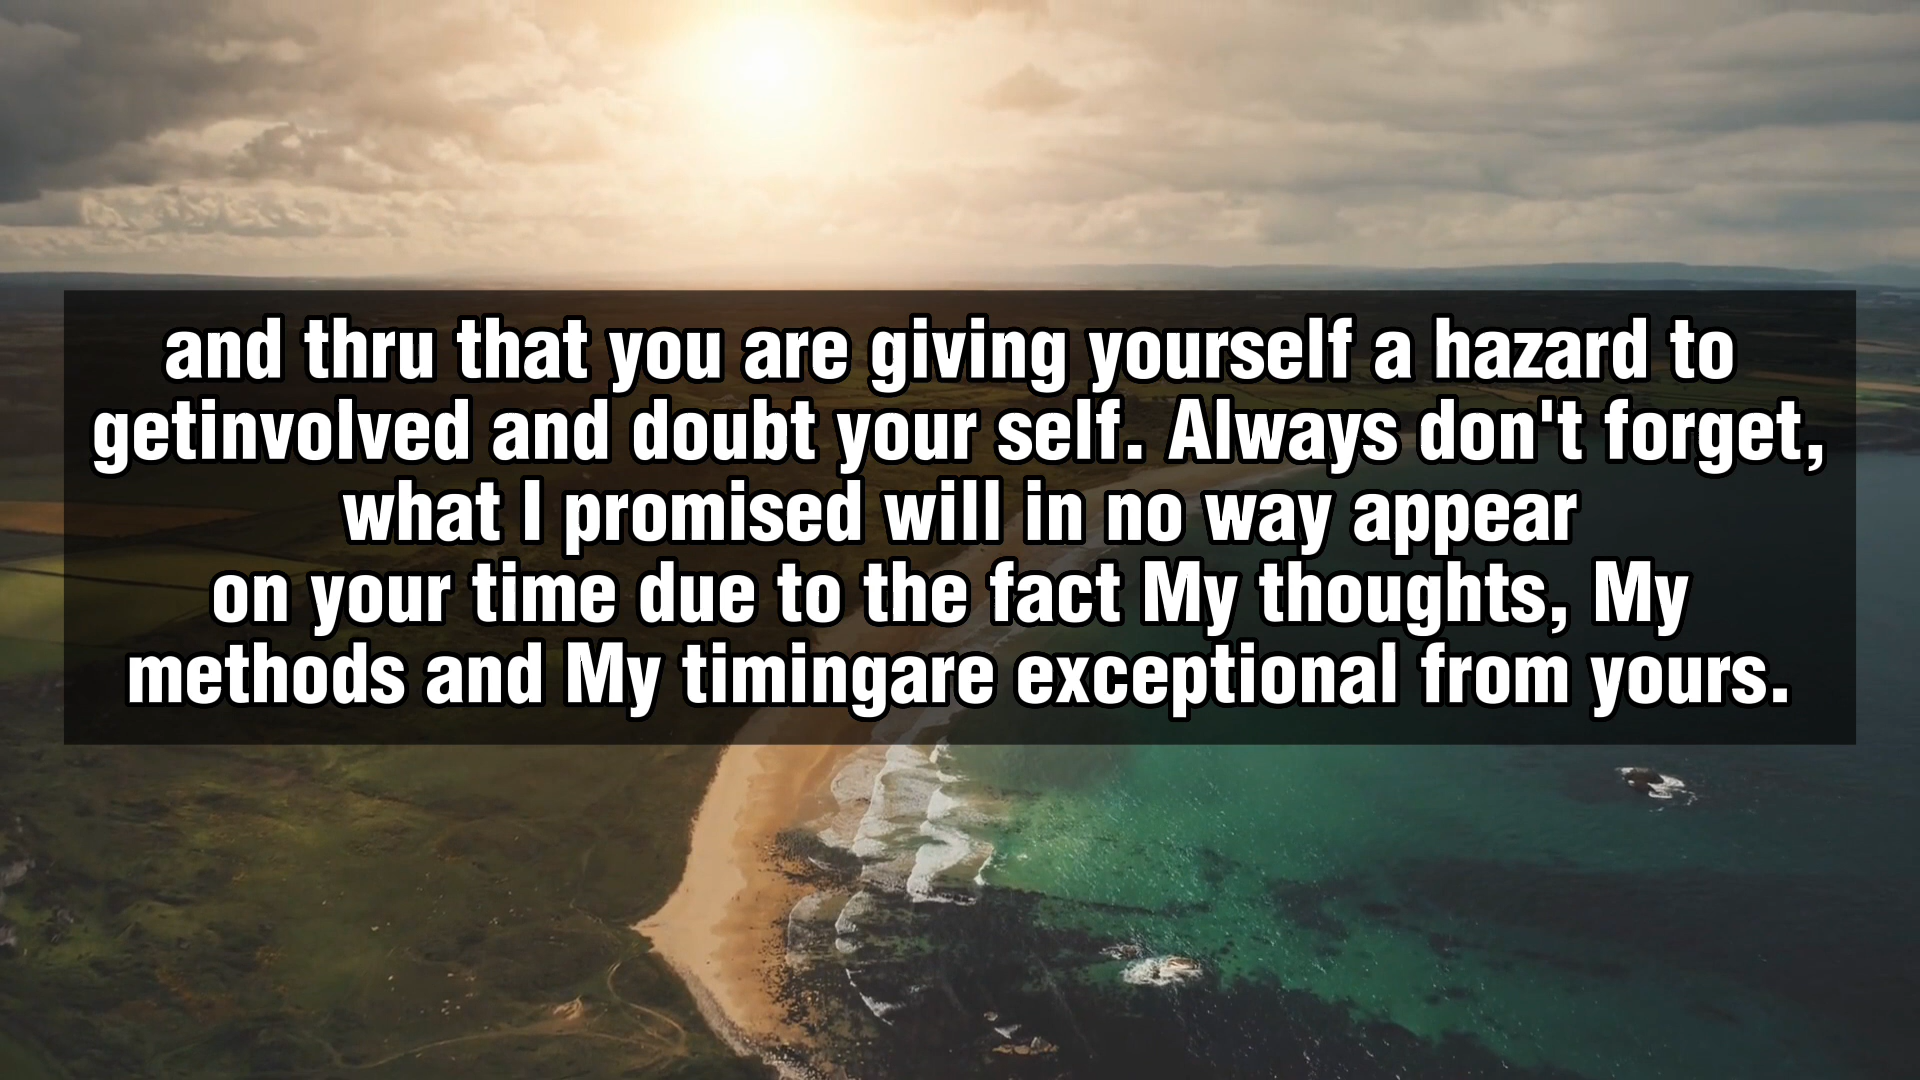 and thru that you are giving yourself a hazard to
getinvolved and doubt your self. Always don't forget,
what I promised will in no way appear
on your time due to the fact My thoughts, My
methods and My timingare exceptional from yours.